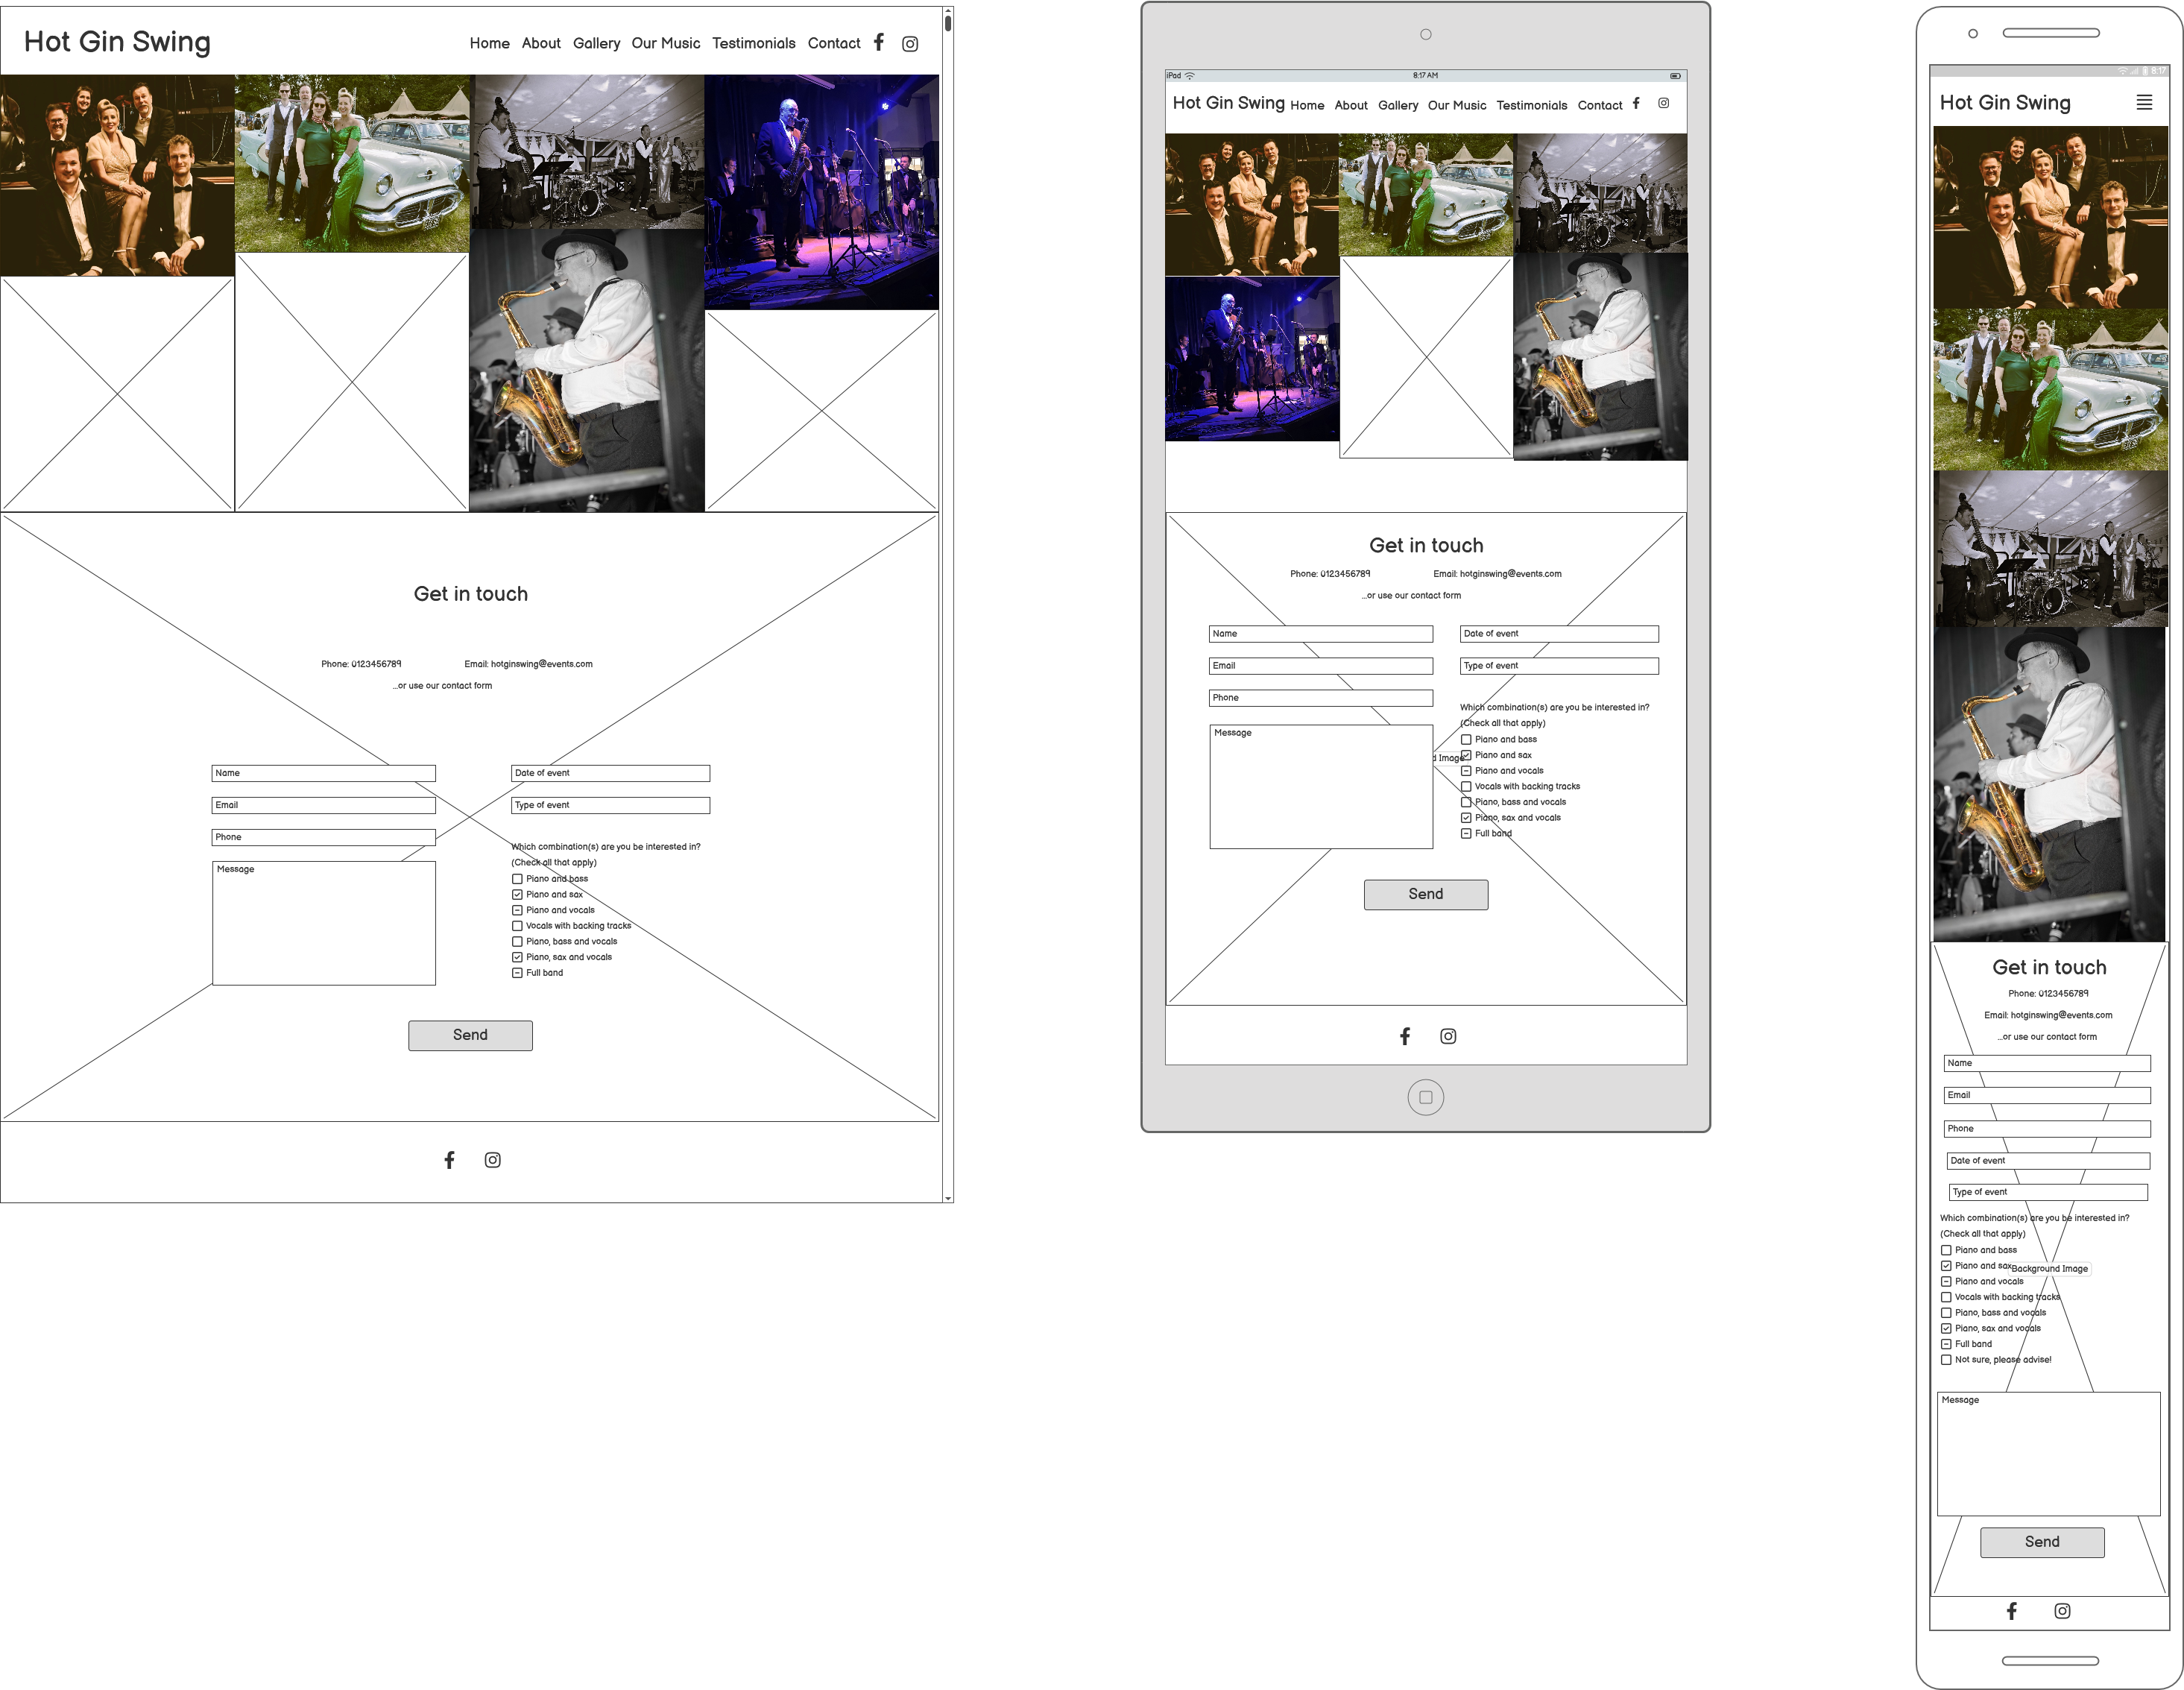 Hot Gin Swing
Home About Gallery Our Music Testimonials Contact
Get in touch
Phone: 0123456789 Email: hotginswing@events.com
...or use our contact form
Name
Email
Phone
Message
Date of event
Type of event
Which combination(s) are you be interested in?
(Check all that apply)
Piano and bass
Piano and sax
Piano and vocals
Vocals with backing tracks
Piano, bass and vocals
Piano, sax and vocals
Full band
Send
iPad 8:17 AM
Hot Gin Swing Home About Gallery Our Music Testimonials Contact
Get in touch
Phone: 0123456789 Email: hotginswing@events.com
...or use our contact form
Name
Email
Phone
Message
d Image
Date of event
Type of event
Which combination(s) are you be interested in?
(Check all that apply)
Piano and bass
Piano and sax
Piano and vocals
Vocals with backing tracks
Piano, bass and vocals
Piano, sax and vocals
Full band
Send
8:17
Hot Gin Swing
Get in touch
Phone: 0123456789
Email: hotginswing@events.com
...or use our contact form
Name
Email
Phone
Date of event
Type of event
Which combination(s) are you be interested in?
(Check all that apply)
Piano and bass
Piano and sax
Background Image
Piano and vocals
Vocals with backing tracks
Piano, bass and vocals
Piano, sax and vocals
Full band
Not sure, please advise!
Message
Send